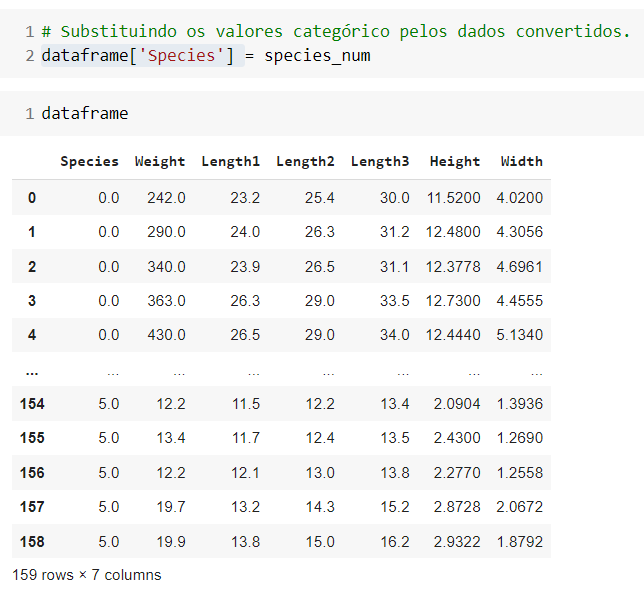 1 # Substituindo os valores categórico pelos dados convertidos.
2 dataframe['Species'] = species_num
1 dataframe
Species Weight Length1 Length2 Length3 Height Width
0 0.0 242.0 23.2 25.4 30.0 11.5200 4.0200
1 0.0 290.0 24.0 26.3 31.2 12.4800 4.3056
2 0.0 340.0 23.9 26.5 31.1 12.3778 4.6961
3 0.0 363.0 26.3 29.0 33.5 12.7300 4.4555
4 0.0 430.0 26.5 29.0 34.0 12.4440 5.1340
... ... ... ... ... ... ... ...
154 5.0 12.2 11.5 12.2 13.4 2.0904 1.3936
155 5.0 13.4 11.7 12.4 13.5 2.4300 1.2690
156 5.0 12.2 12.1 13.0 13.8 2.2770 1.2558
157 5.0 19.7 13.2 14.3 15.2 2.8728 2.0672
158 5.0 19.9 13.8 15.0 16.2 2.9322 1.8792
159 rows × 7 columns